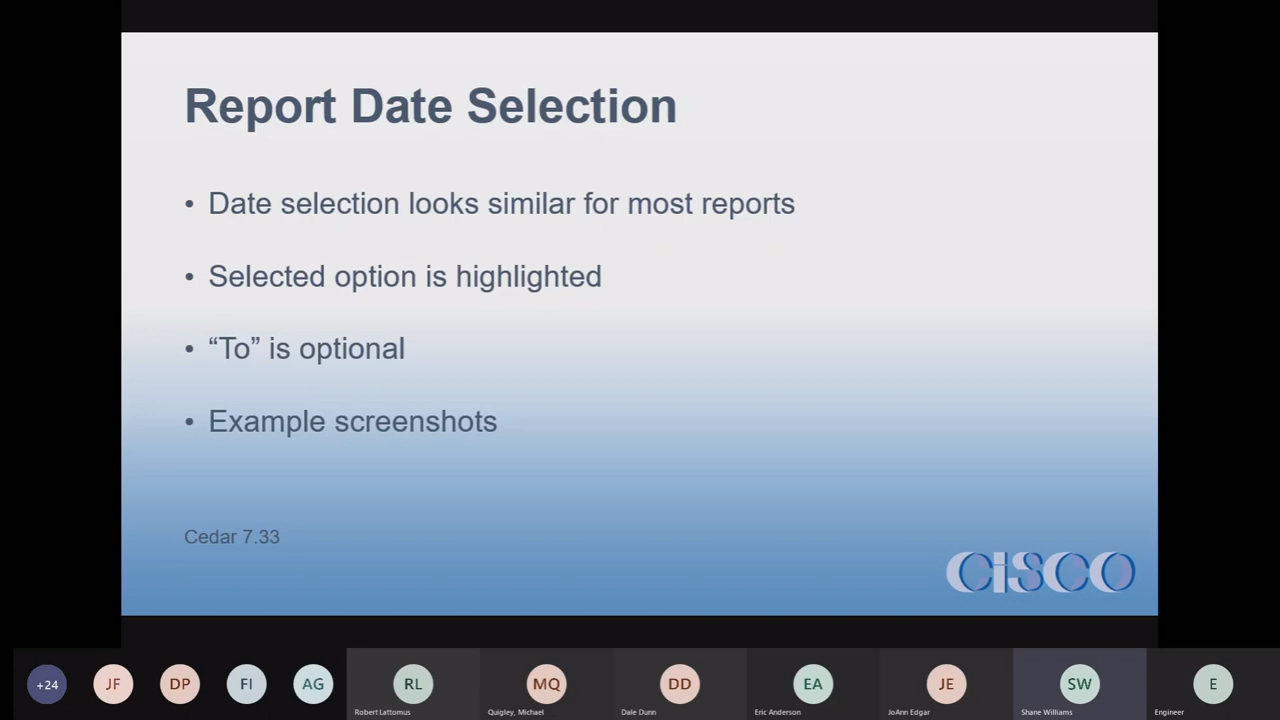 Report Date Selection
• Date selection looks similar for most reports
• Selected option is highlighted
• “To” is optional
• Example screenshots
Cedar 7.33
CISCO
+24
JF
DP
FI
AG
RL
MQ
DD
EA
JE
SW
E
Robert Lattomus
Quigley, Michael
Dale Dunn
Eric Anderson
JoAnn Edgar
Shane Williams
Engineer